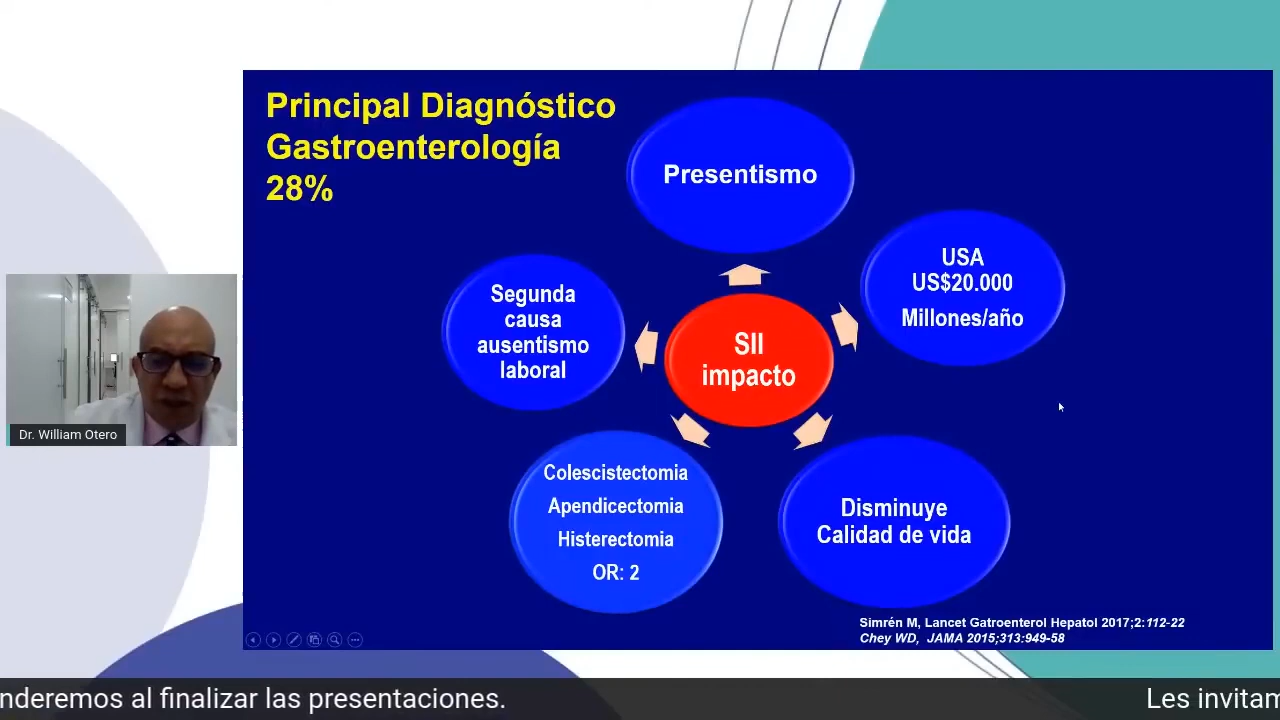 Principal Diagnóstico
Gastroenterología
28%
Presentismo
USA
US$20.000
Millones/año
Segunda
causa
ausentismo
laboral
SII
impacto
Colescistectomia
Apendicectomia
Histerectomia
OR: 2
Disminuye
Calidad de vida
Simrén M, Lancet Gatroenterol Hepatol 2017;2:112-22
Chey WD, JAMA 2015;313:949-58
Dr. William Otero
nderemos al finalizar las presentaciones.
Les invitam